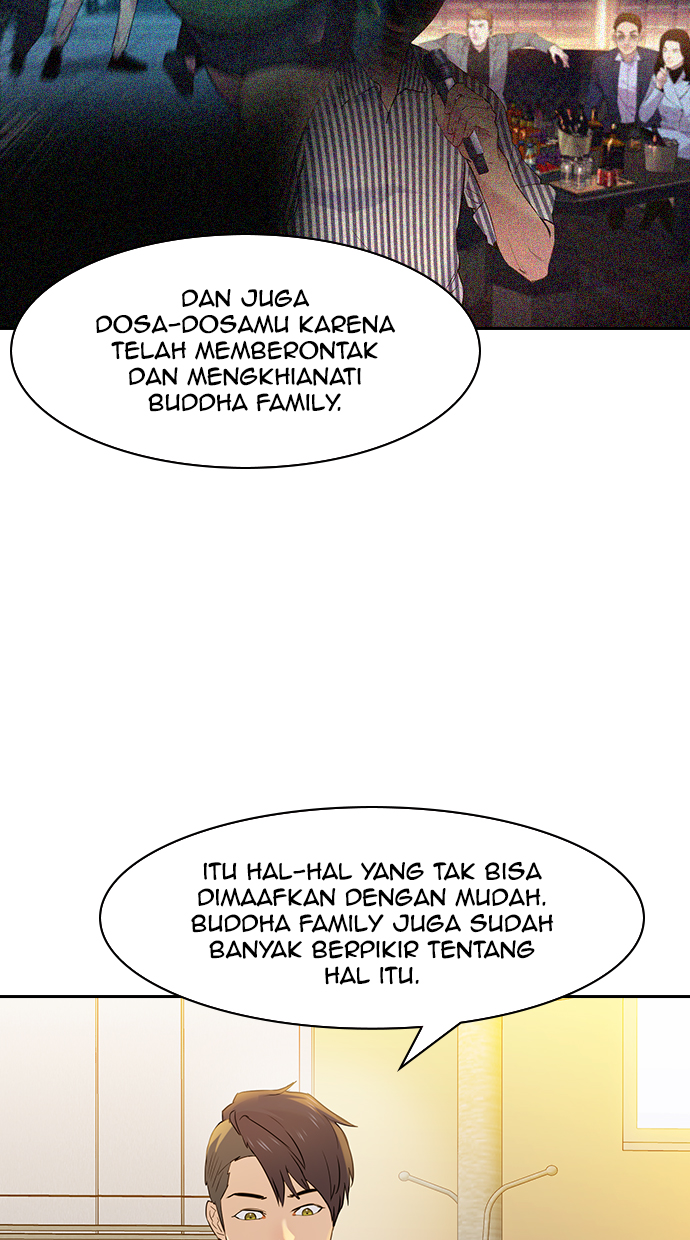 DAN JUGA
DOSA-DOSAMU KARENA
TELAH MEMBERONTAK
DAN MENGKHIANATI
BUDDHA FAMILY.
ITU HAL-HAL YANG TAK BISA
DIMAAFKAN DENGAN MUDAH.
BUDDHA FAMILY JUGA SUDAH
BANYAK BERPIKIR TENTANG
HAL ITU.